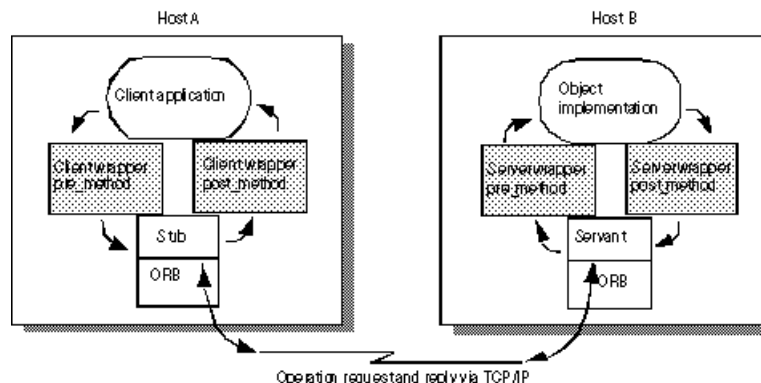 Host A
Host B
Client application
Object
implementation
Client wrapper
pre_method
Client wrapper
post_method
Server wrapper
pre_method
Server wrapper
post_method
Stub
Servant
ORB
ORB
Operation request and reply via TCP/IP